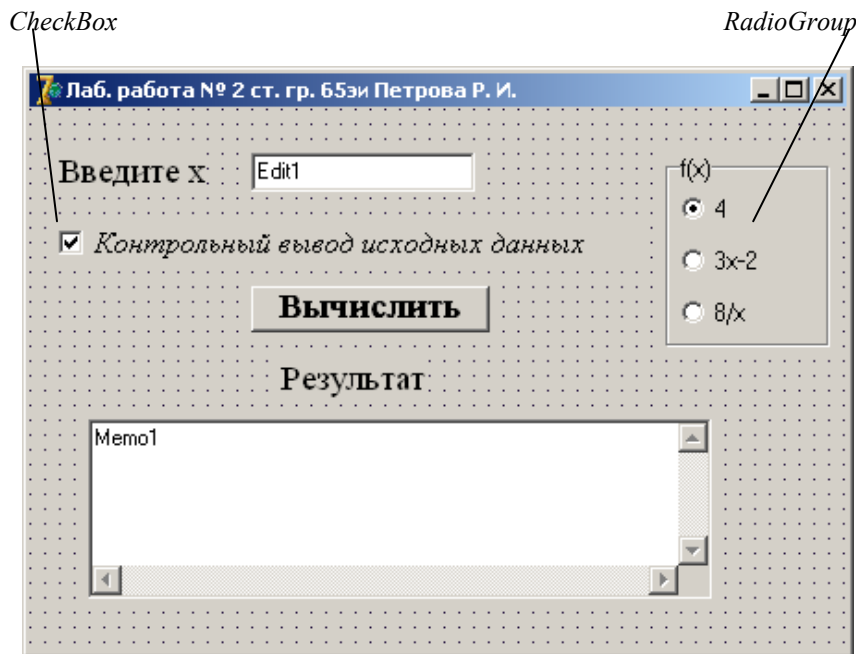 CheckBox
RadioGroup
Лаб. работа № 2 ст. гр. 65эи Петрова Р. И.
Введите x
Edit1
f(x)
4
Контрольный вывод исходных данных
3x-2
Вычислить
8/x
Результат
Memo1